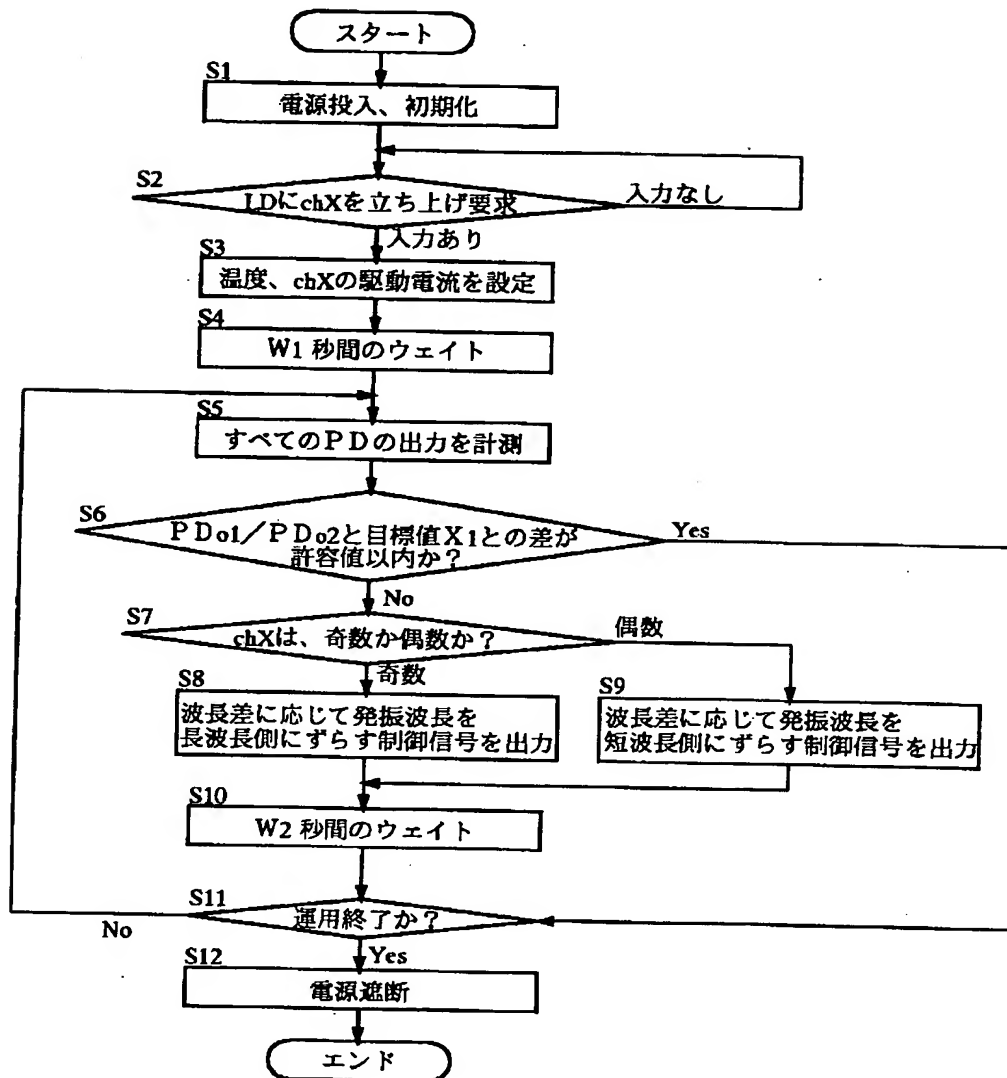 スタート
S1
電源投入、初期化
S2
LDにchXを立ち上げ要求
入力なし
入力あり
S3
温度、chXの駆動電流を設定
S4
W1 秒間のウェイト
S5
すべてのPDの出力を計測
S6
PDo1/PDo2と目標値X1との差が
許容値以内か？
Yes
No
S7
chXは、奇数か偶数か？
偶数
奇数
S8
波長差に応じて発振波長を
長波長側にずらす制御信号を出力
S9
波長差に応じて発振波長を
短波長側にずらす制御信号を出力
S10
W2 秒間のウェイト
S11
運用終了か？
No
Yes
S12
電源遮断
エンド